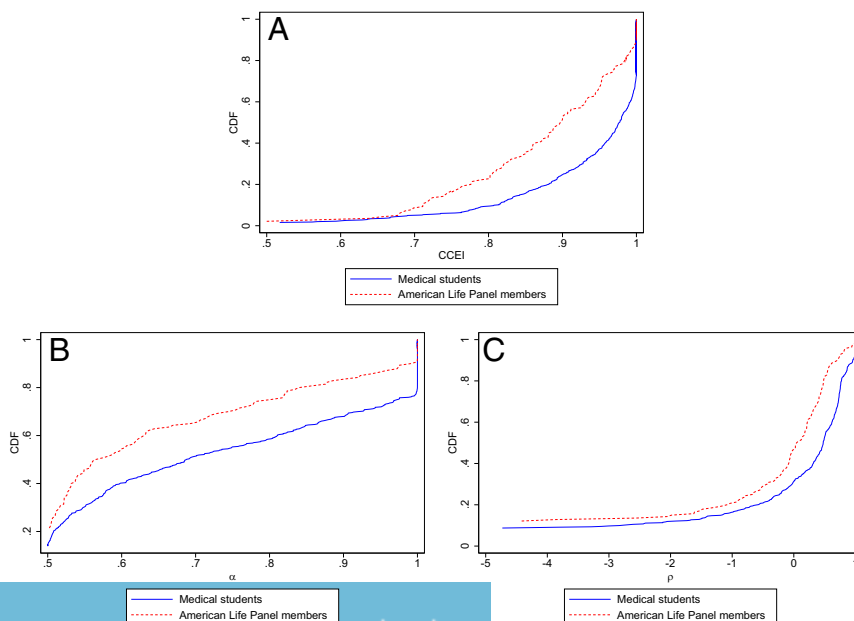 A
CDF
1
.8
.6
.4
.2
0
.5 .6 .7 .8 .9 1
CCEI
Medical students
American Life Panel members
B
CDF
1
.8
.6
.4
.2
.5 .6 .7 .8 .9 1
α
Medical students
American Life Panel members
C
CDF
1
.8
.6
.4
.2
0
-5 -4 -3 -2 -1 0 1
ρ
Medical students
American Life Panel members